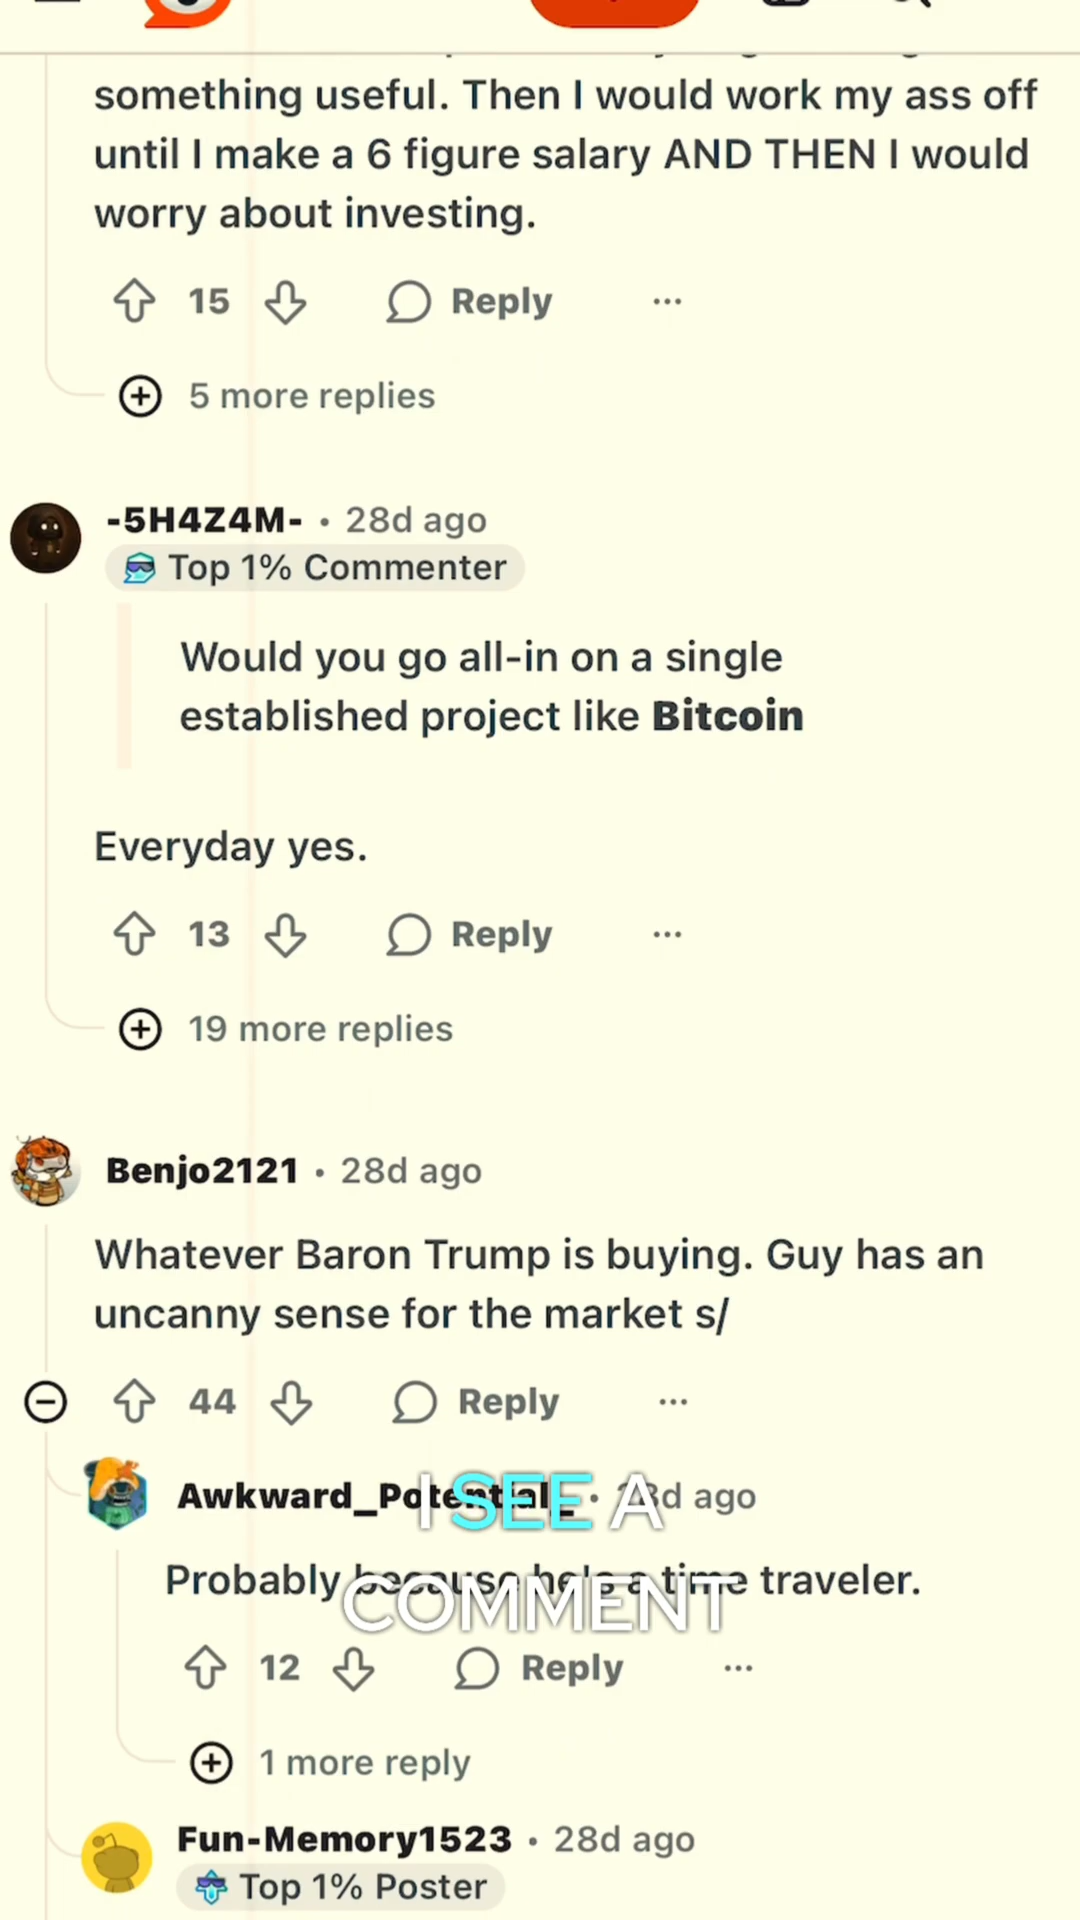 something useful. Then I would work my ass off
until I make a 6 figure salary AND THEN I would
worry about investing.
15 Reply ...
5 more replies
-5H4Z4M- • 28d ago
Top 1% Commenter
Would you go all-in on a single
established project like Bitcoin
Everyday yes.
13 Reply ...
19 more replies
Benjo2121 • 28d ago
Whatever Baron Trump is buying. Guy has an
uncanny sense for the market s/
44 Reply ...
Awkward_Potential_ • 28d ago
I SEE A
Probably because he's a time traveler.
COMMENT
12 Reply ...
1 more reply
Fun-Memory1523 • 28d ago
Top 1% Poster